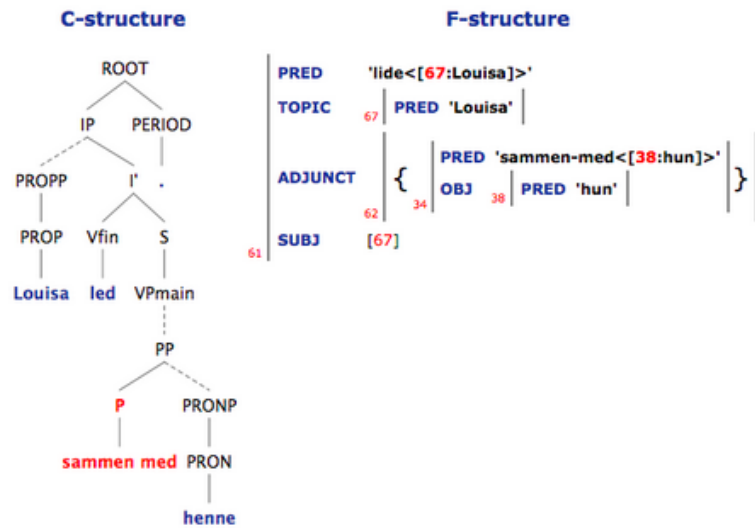 C-structure
F-structure
ROOT
IP PERIOD
PROPP I' .
PROP Vfin S
Louisa led VPmain
PP
P PRONP
sammen med PRON
henne
PRED 'lide<[67:Louisa]>'
TOPIC 67 PRED 'Louisa'
PRED 'sammen-med<[38:hun]>'
ADJUNCT { }
OBJ 38 PRED 'hun'
62 34
61 SUBJ [67]